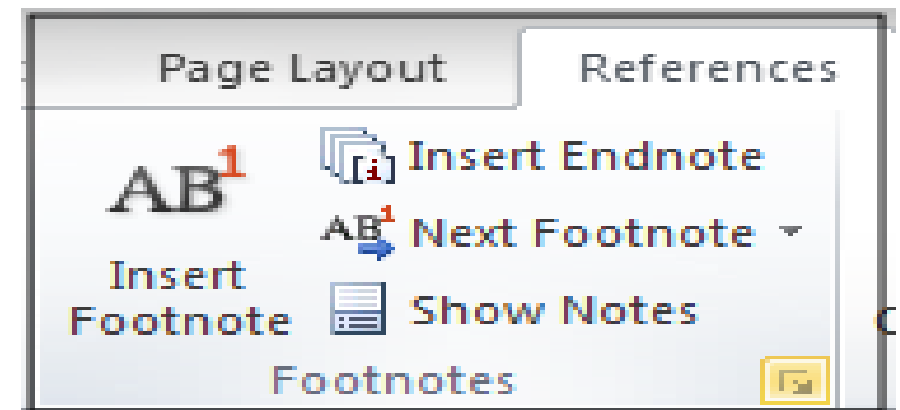 Page Layout References
AB1
Insert
Footnote
Insert Endnote
AB1 Next Footnote
Show Notes
Footnotes